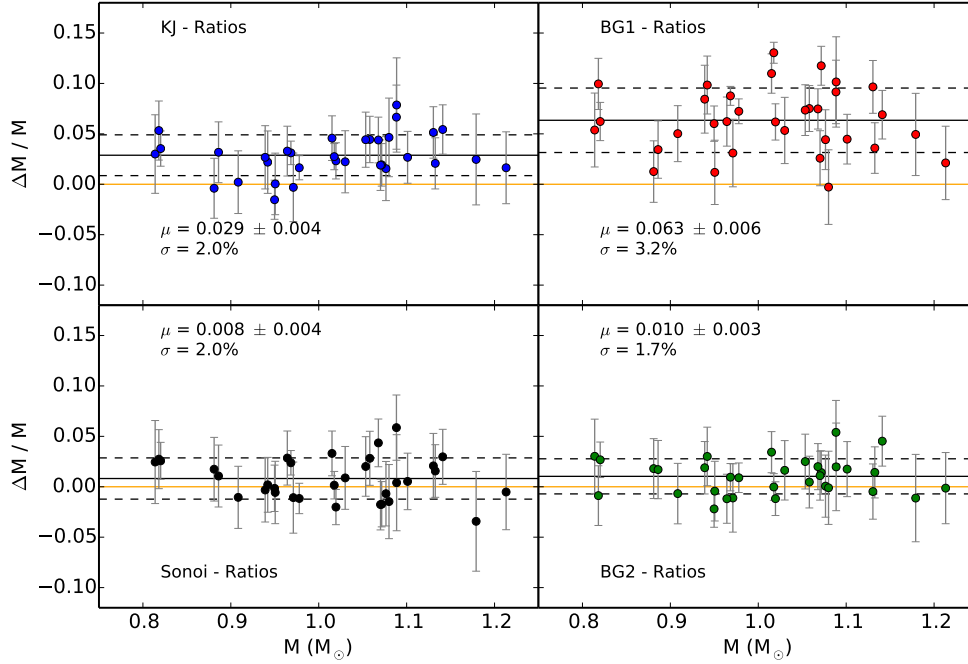 KJ - Ratios
BG1 - Ratios
0.15
0.10
0.05
0.00
−0.05
−0.10
ΔM / M
μ = 0.029 ± 0.004
σ = 2.0%
μ = 0.063 ± 0.006
σ = 3.2%
μ = 0.008 ± 0.004
σ = 2.0%
μ = 0.010 ± 0.003
σ = 1.7%
0.15
0.10
0.05
0.00
−0.05
−0.10
ΔM / M
Sonoi - Ratios
BG2 - Ratios
0.8 0.9 1.0 1.1 1.2
0.8 0.9 1.0 1.1 1.2
M (M⊙)
M (M⊙)